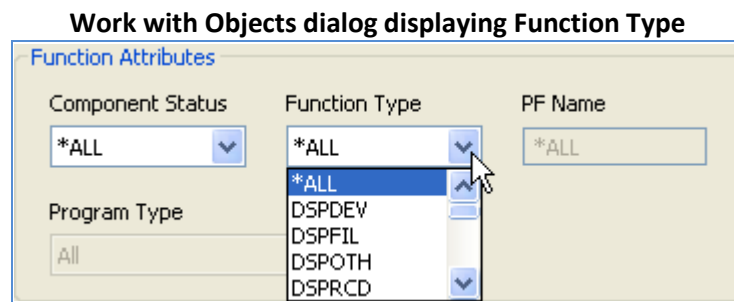 Work with Objects dialog displaying Function Type
Function Attributes
Component Status Function Type PF Name
*ALL *ALL *ALL
*ALL
DSPDEV
Program Type
DSPFIL
All
DSPOTH
DSPRCD